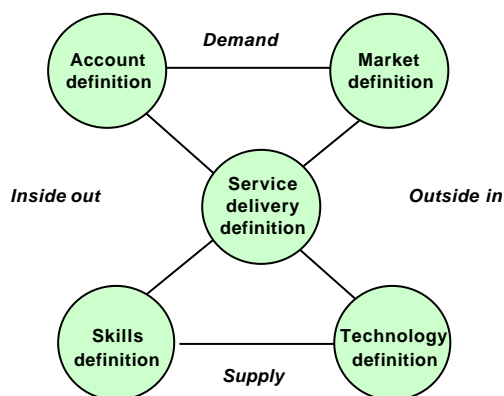 Demand
Account
definition
Market
definition
Inside out
Service
delivery
definition
Outside in
Skills
definition
Technology
definition
Supply